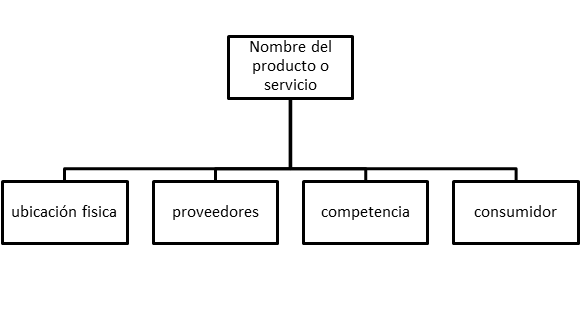 Nombre del
producto o
servicio
ubicación fisica
proveedores
competencia
consumidor